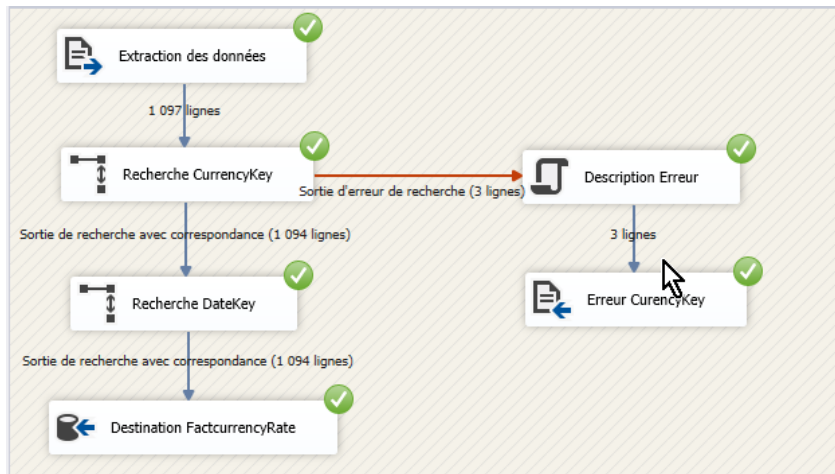 Extraction des données
1 097 lignes
Recherche CurrencyKey
Sortie d'erreur de recherche (3 lignes)
Description Erreur
Sortie de recherche avec correspondance (1 094 lignes)
3 lignes
Recherche DateKey
Erreur CurencyKey
Sortie de recherche avec correspondance (1 094 lignes)
Destination FactcurrencyRate